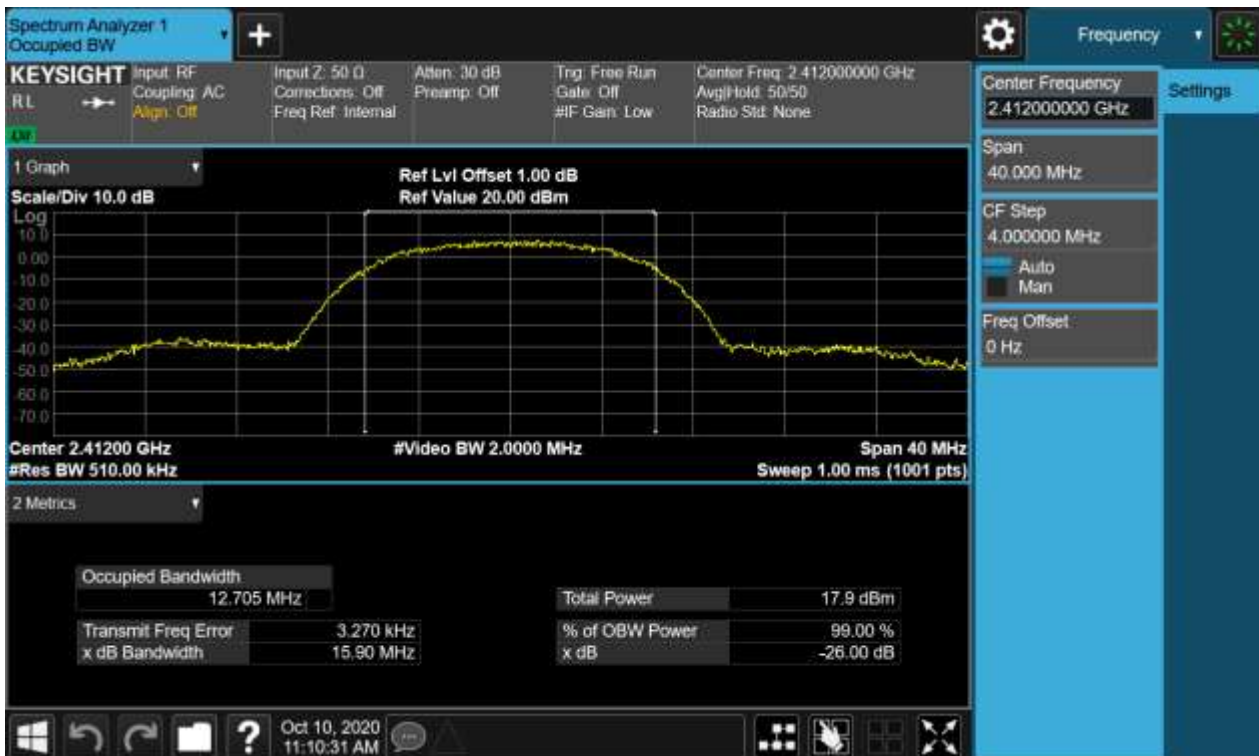 Spectrum Analyzer 1
Occupied BW
+
Frequency
KEYSIGHT
RL
Input: RF
Coupling: AC
Align: Off
Input Z: 50 Ω
Corrections: Off
Freq Ref: Internal
Atten: 30 dB
Preamp: Off
Trig: Free Run
Gate: Off
#IF Gain: Low
Center Freq: 2.412000000 GHz
Avg|Hold: 50/50
Radio Std: None
Center Frequency
2.412000000 GHz
Settings
Span
40.000 MHz
CF Step
4.000000 MHz
Auto
Man
Freq Offset
0 Hz
1 Graph
Scale/Div 10.0 dB
Ref Lvl Offset 1.00 dB
Ref Value 20.00 dBm
Log
10.0
0.00
-10.0
-20.0
-30.0
-40.0
-50.0
-60.0
-70.0
Center 2.41200 GHz
#Video BW 2.0000 MHz
Span 40 MHz
#Res BW 510.00 kHz
Sweep 1.00 ms (1001 pts)
2 Metrics
Occupied Bandwidth
12.705 MHz
Total Power 17.9 dBm
Transmit Freq Error 3.270 kHz
% of OBW Power 99.00 %
x dB Bandwidth 15.90 MHz
x dB -26.00 dB
?
Oct 10, 2020
11:10:31 AM